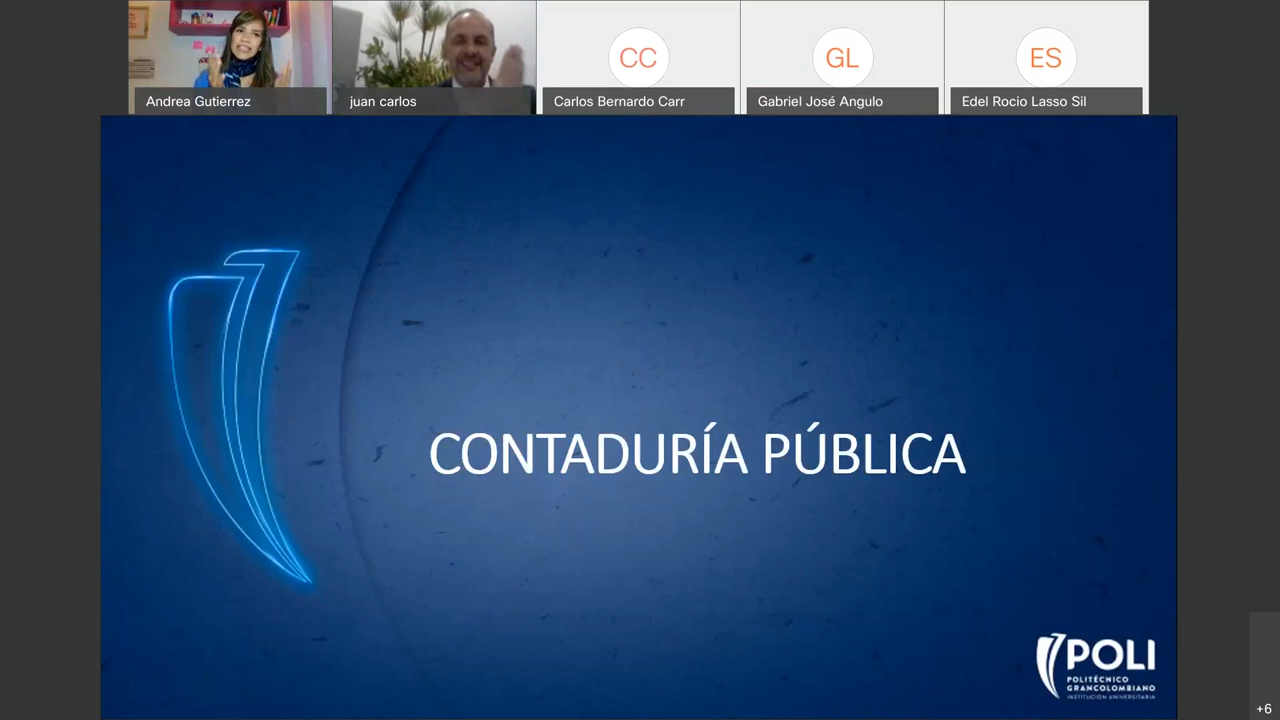 CC
GL
ES
Andrea Gutierrez
juan carlos
Carlos Bernardo Carr
Gabriel José Angulo
Edel Rocio Lasso Sil
CONTADURÍA PÚBLICA
POLI
POLITÉCNICO
GRANCOLOMBIANO
INSTITUCIÓN UNIVERSITARIA
+6